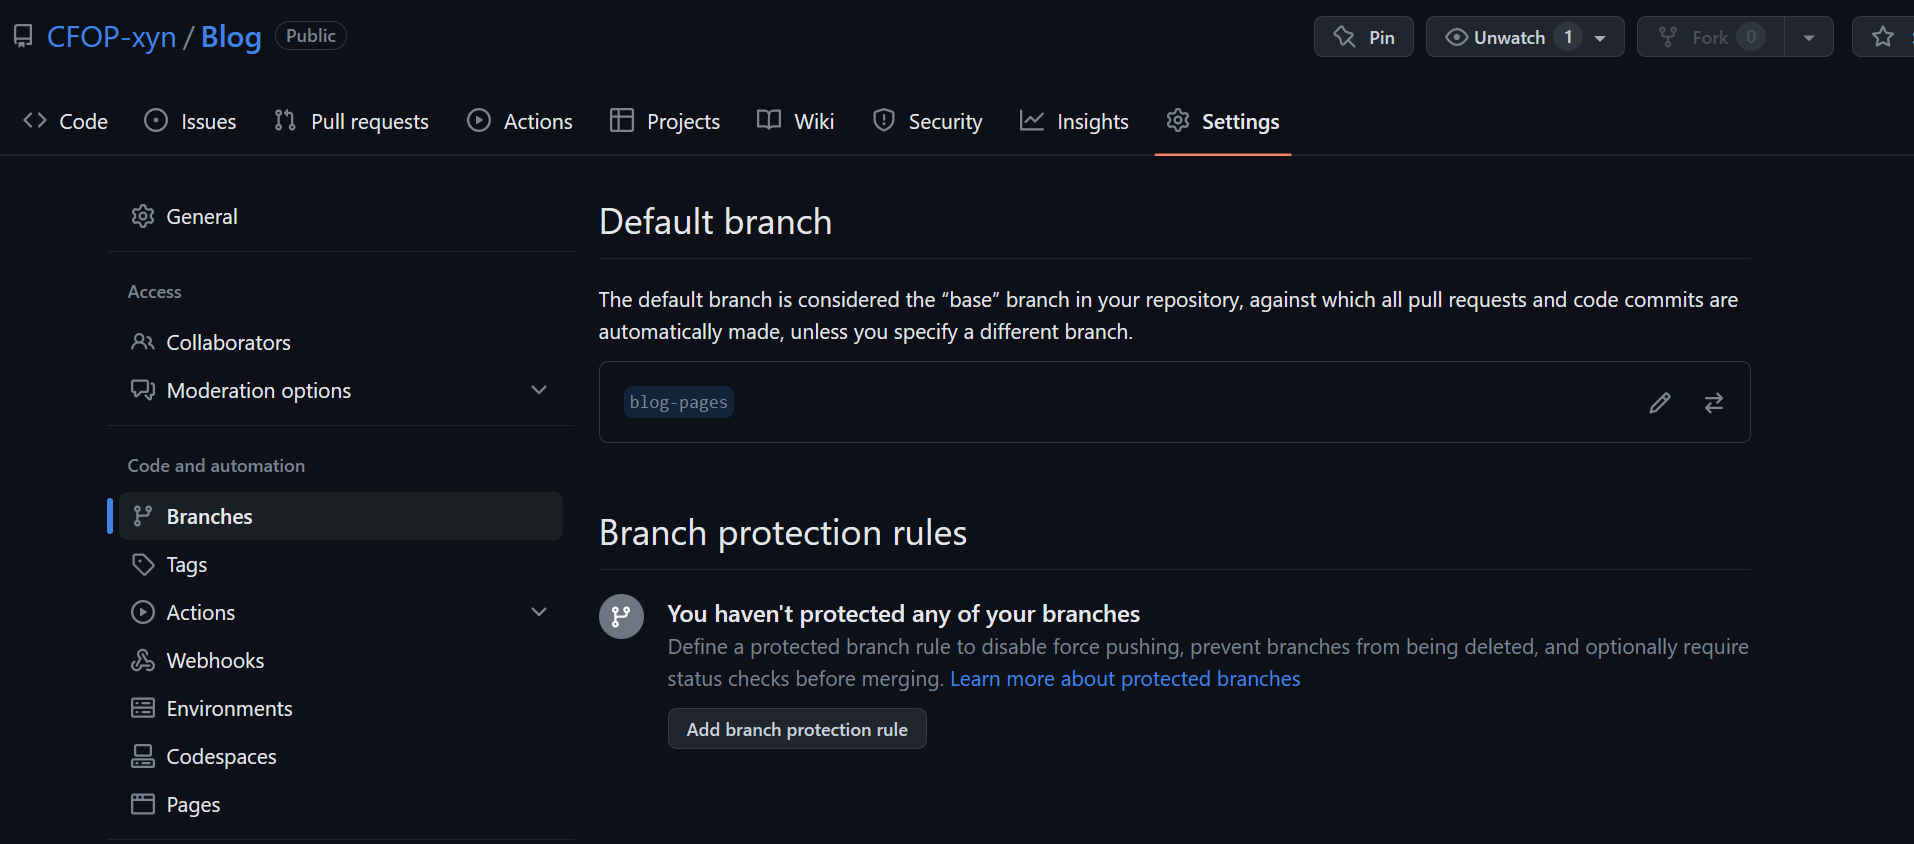 CFOP-xyn / Blog Public
Pin
Unwatch 1
Fork 0
Code
Issues
Pull requests
Actions
Projects
Wiki
Security
Insights
Settings
General
Access
Collaborators
Moderation options
Code and automation
Branches
Tags
Actions
Webhooks
Environments
Codespaces
Pages
Default branch
The default branch is considered the “base” branch in your repository, against which all pull requests and code commits are
automatically made, unless you specify a different branch.
blog-pages
Branch protection rules
You haven't protected any of your branches
Define a protected branch rule to disable force pushing, prevent branches from being deleted, and optionally require
status checks before merging. Learn more about protected branches
Add branch protection rule